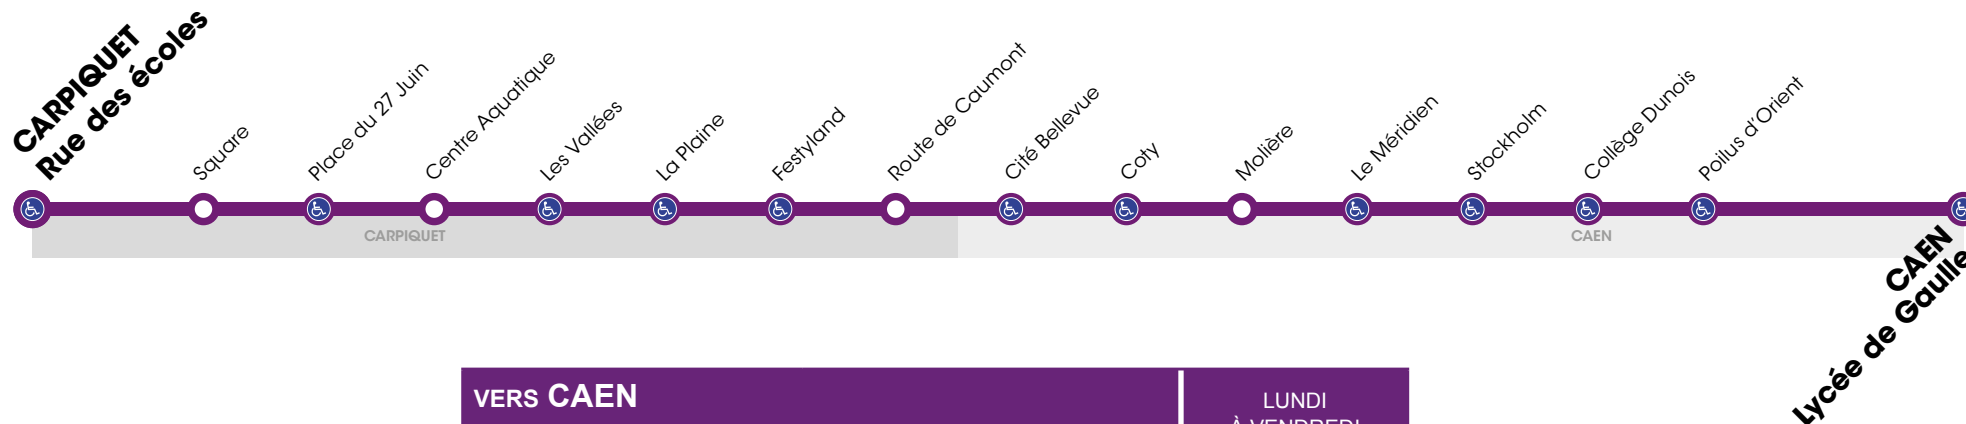 CARPIQUET
Rue des écoles
Square
Place du 27 Juin
Centre Aquatique
Les Vallées
La Plaine
Festyland
Route de Caumont
Cité Bellevue
Coty
Molière
Le Méridien
Stockholm
Collège Dunois
Poilus d'Orient
CARPIQUET
CAEN
CAEN
Lycée de Gaulle
VERS CAEN
LUNDI
À VENDREDI